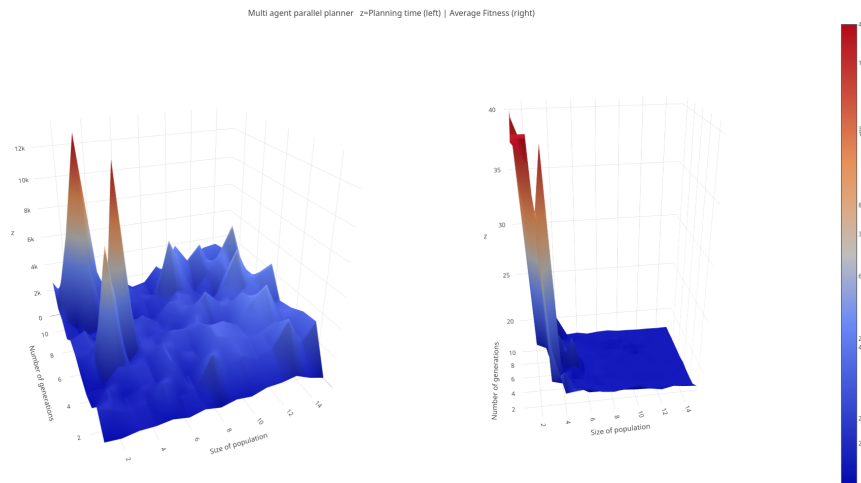 Multi agent parallel planner z=Planning time (left) | Average Fitness (right)
12k
10k
8k
6k
4k
2k
0
z
10
8
6
4
2
Number of generations
2
4
6
8
10
12
14
Size of population
40
35
30
25
20
z
10
8
6
4
2
Number of generations
2
4
6
8
10
12
14
Size of population